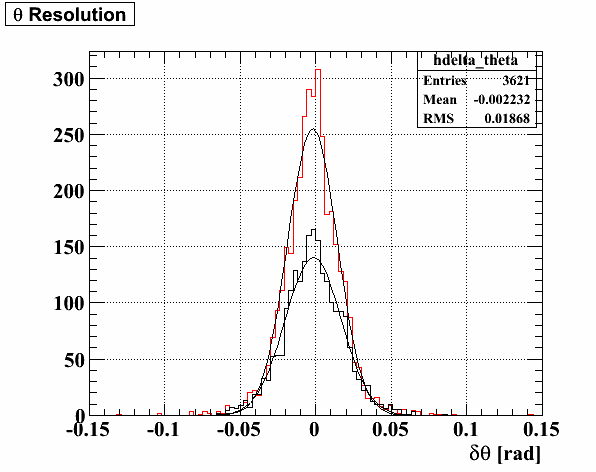 θ Resolution
hdelta_theta
Entries 3621
Mean -0.002232
RMS 0.01868
300
250
200
150
100
50
0
-0.15 -0.1 -0.05 0 0.05 0.1 0.15
δθ [rad]